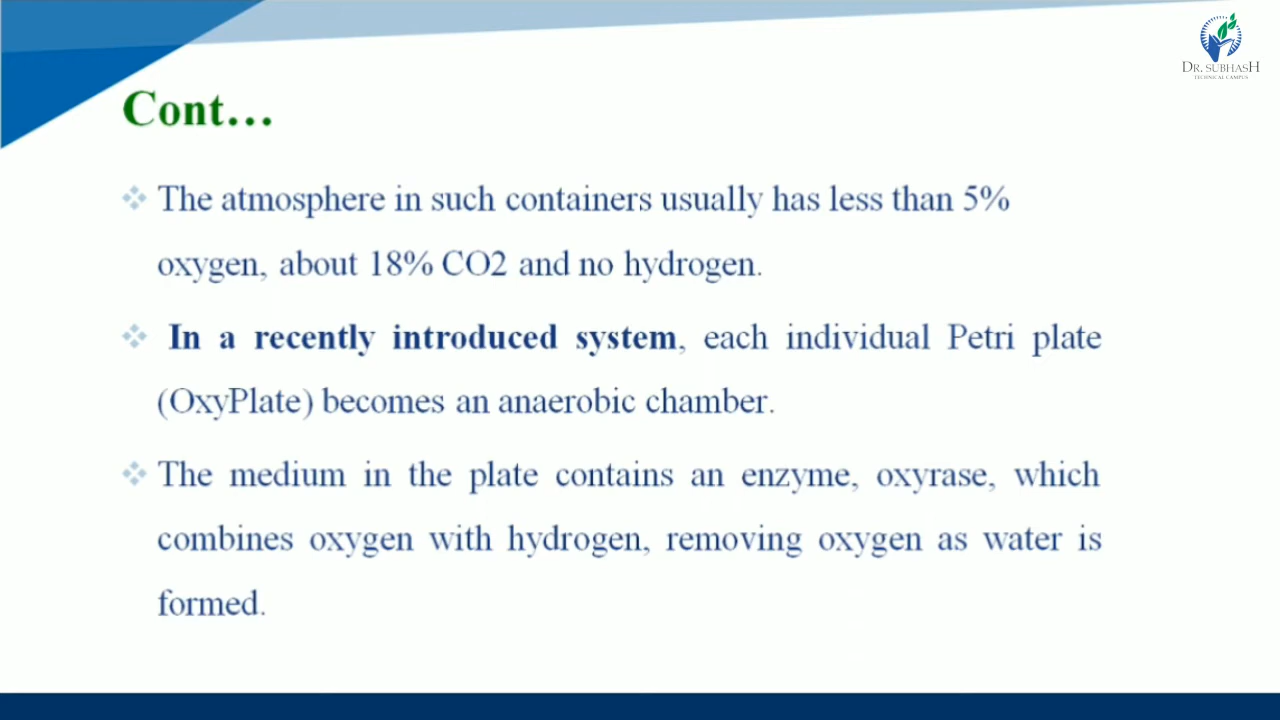 DR. SUBHASH
TECHNICAL CAMPUS
Cont...
The atmosphere in such containers usually has less than 5%
oxygen, about 18% CO2 and no hydrogen.
In a recently introduced system, each individual Petri plate
(OxyPlate) becomes an anaerobic chamber.
The medium in the plate contains an enzyme, oxyrase, which
combines oxygen with hydrogen, removing oxygen as water is
formed.